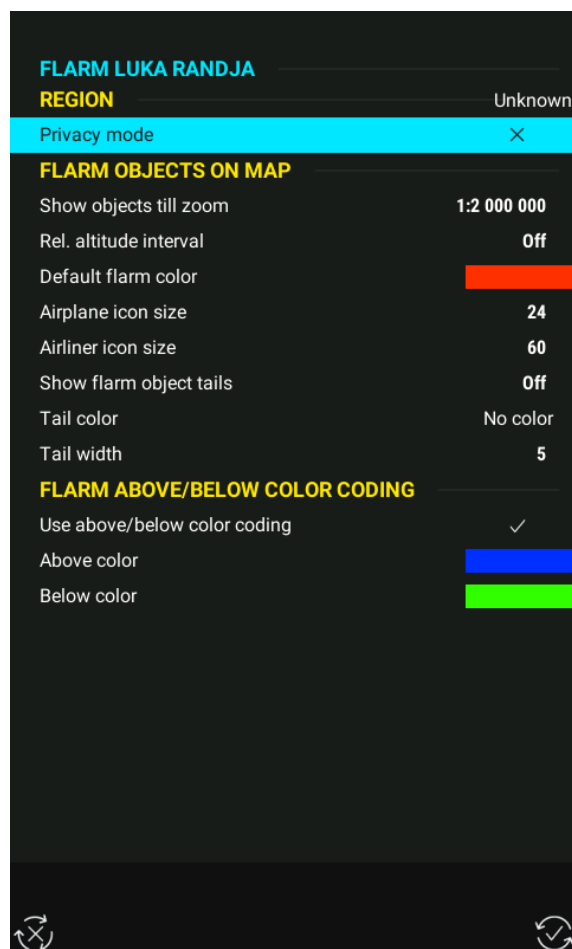 FLARM LUKA RANDJA
REGION Unknown
Privacy mode
FLARM OBJECTS ON MAP
Show objects till zoom 1:2 000 000
Rel. altitude interval Off
Default flarm color
Airplane icon size 24
Airliner icon size 60
Show flarm object tails Off
Tail color No color
Tail width 5
FLARM ABOVE/BELOW COLOR CODING
Use above/below color coding
Above color
Below color